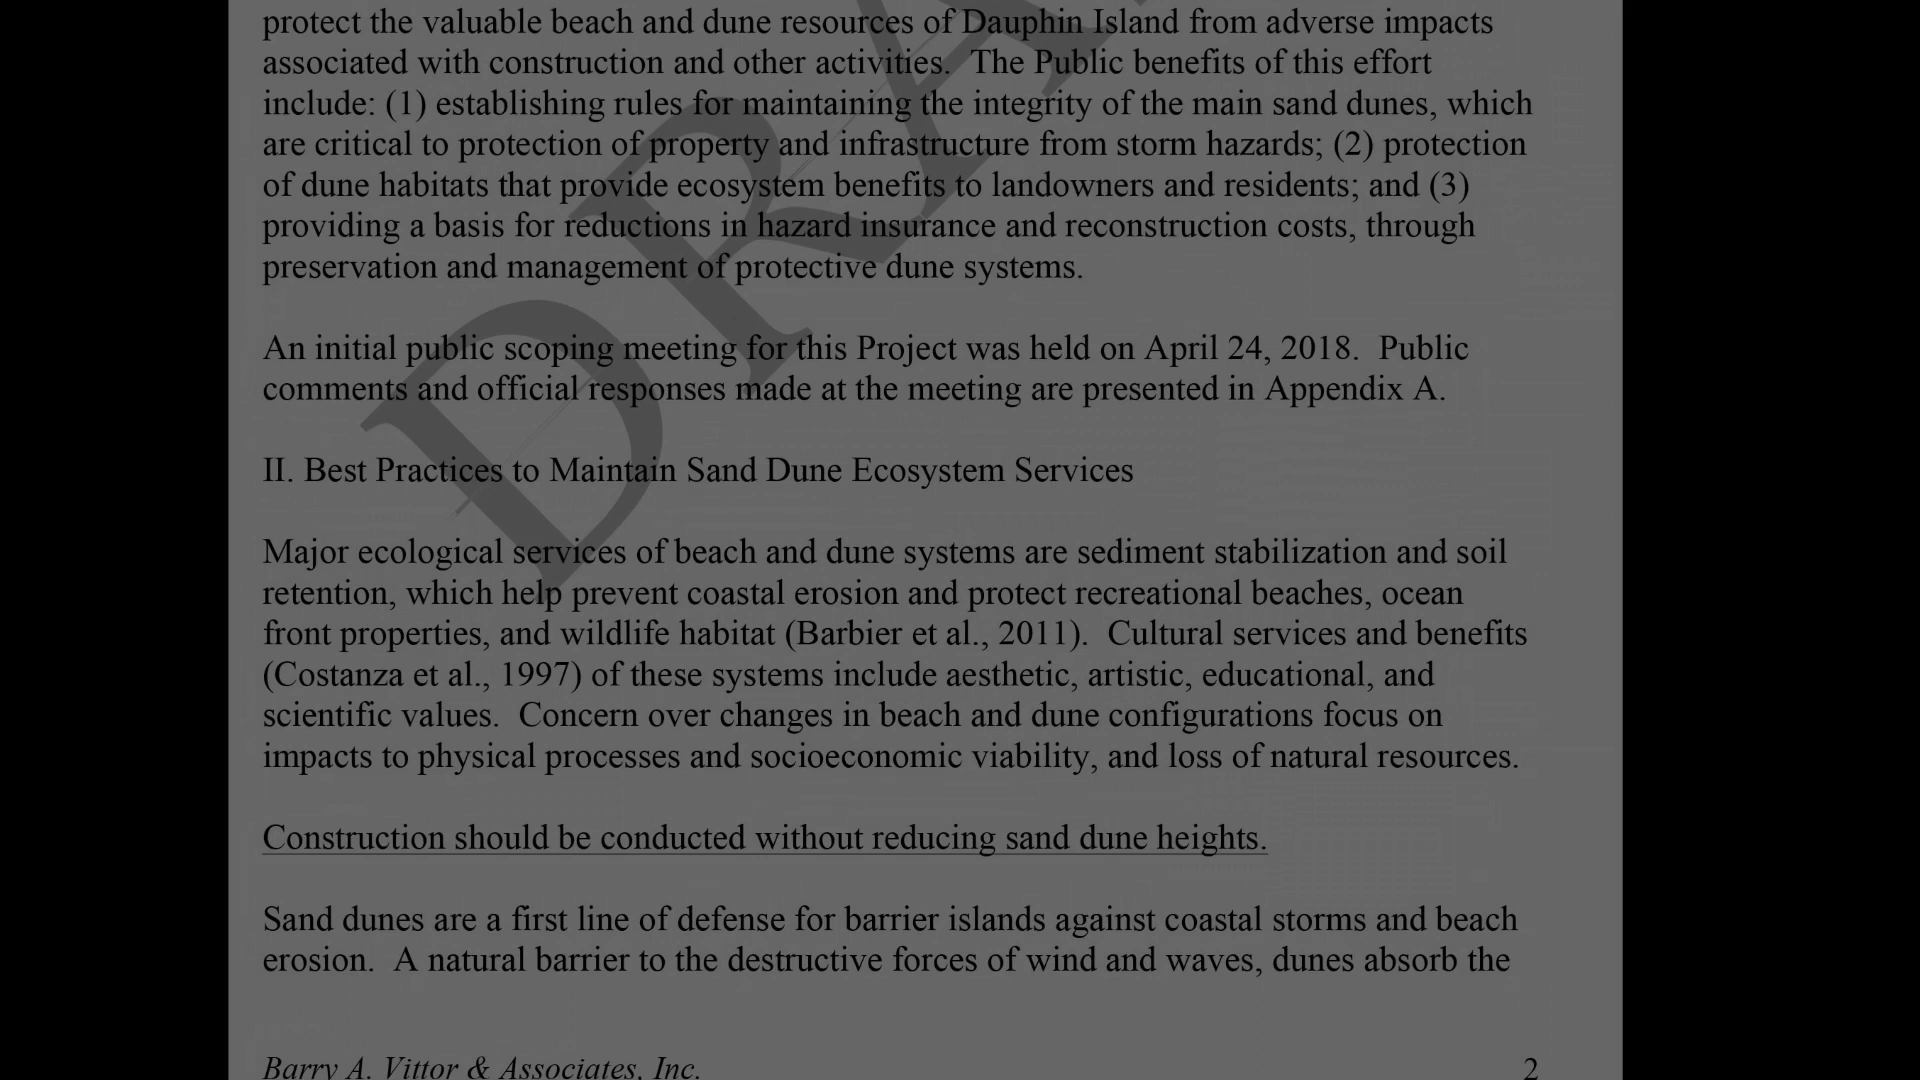 protect the valuable beach and dune resources of Dauphin Island from adverse impacts
associated with construction and other activities.  The Public benefits of this effort
include: (1) establishing rules for maintaining the integrity of the main sand dunes, which
are critical to protection of property and infrastructure from storm hazards; (2) protection
of dune habitats that provide ecosystem benefits to landowners and residents; and (3)
providing a basis for reductions in hazard insurance and reconstruction costs, through
preservation and management of protective dune systems.
An initial public scoping meeting for this Project was held on April 24, 2018.  Public
comments and official responses made at the meeting are presented in Appendix A.
II. Best Practices to Maintain Sand Dune Ecosystem Services
Major ecological services of beach and dune systems are sediment stabilization and soil
retention, which help prevent coastal erosion and protect recreational beaches, ocean
front properties, and wildlife habitat (Barbier et al., 2011).  Cultural services and benefits
(Costanza et al., 1997) of these systems include aesthetic, artistic, educational, and
scientific values.  Concern over changes in beach and dune configurations focus on
impacts to physical processes and socioeconomic viability, and loss of natural resources.
Construction should be conducted without reducing sand dune heights.
Sand dunes are a first line of defense for barrier islands against coastal storms and beach
erosion.  A natural barrier to the destructive forces of wind and waves, dunes absorb the
Barry A. Vittor & Associates, Inc. 2
DRA